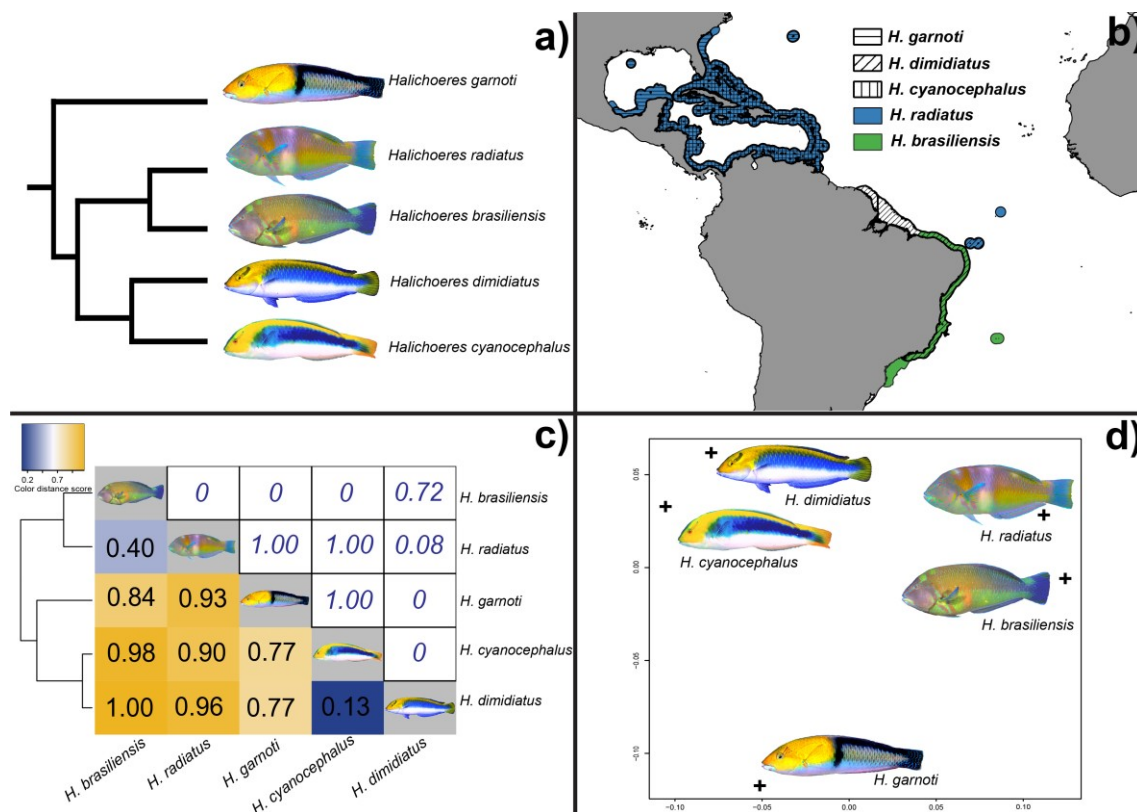 a)
Halichoeres garnoti
Halichoeres radiatus
Halichoeres brasiliensis
Halichoeres dimidiatus
Halichoeres cyanocephalus
b)
H. garnoti
H. dimidiatus
H. cyanocephalus
H. radiatus
H. brasiliensis
c)
0.2 0.7
Color distance score
0 0 0 0.72 H. brasiliensis
0.40 1.00 1.00 0.08 H. radiatus
0.84 0.93 1.00 0 H. garnoti
0.98 0.90 0.77 0 H. cyanocephalus
1.00 0.96 0.77 0.13 H. dimidiatus
H. brasiliensis H. radiatus H. garnoti H. cyanocephalus H. dimidiatus
d)
0.05
0.00
−0.05
−0.10
H. dimidiatus
H. radiatus
H. cyanocephalus
H. brasiliensis
H. garnoti
−0.10 −0.05 0.00 0.05 0.10